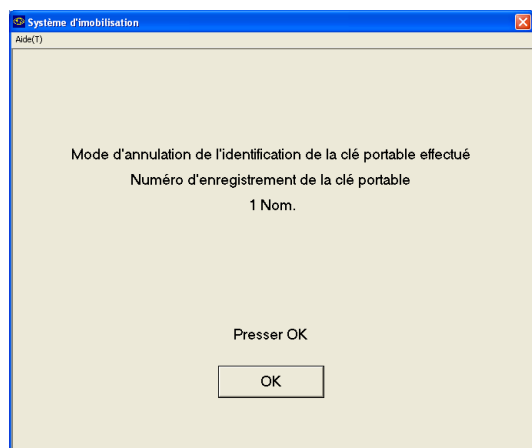 Système d'imobilisation
Aide(T)
Mode d'annulation de l'identification de la clé portable effectué
Numéro d'enregistrement de la clé portable
1 Nom.
Presser OK
OK